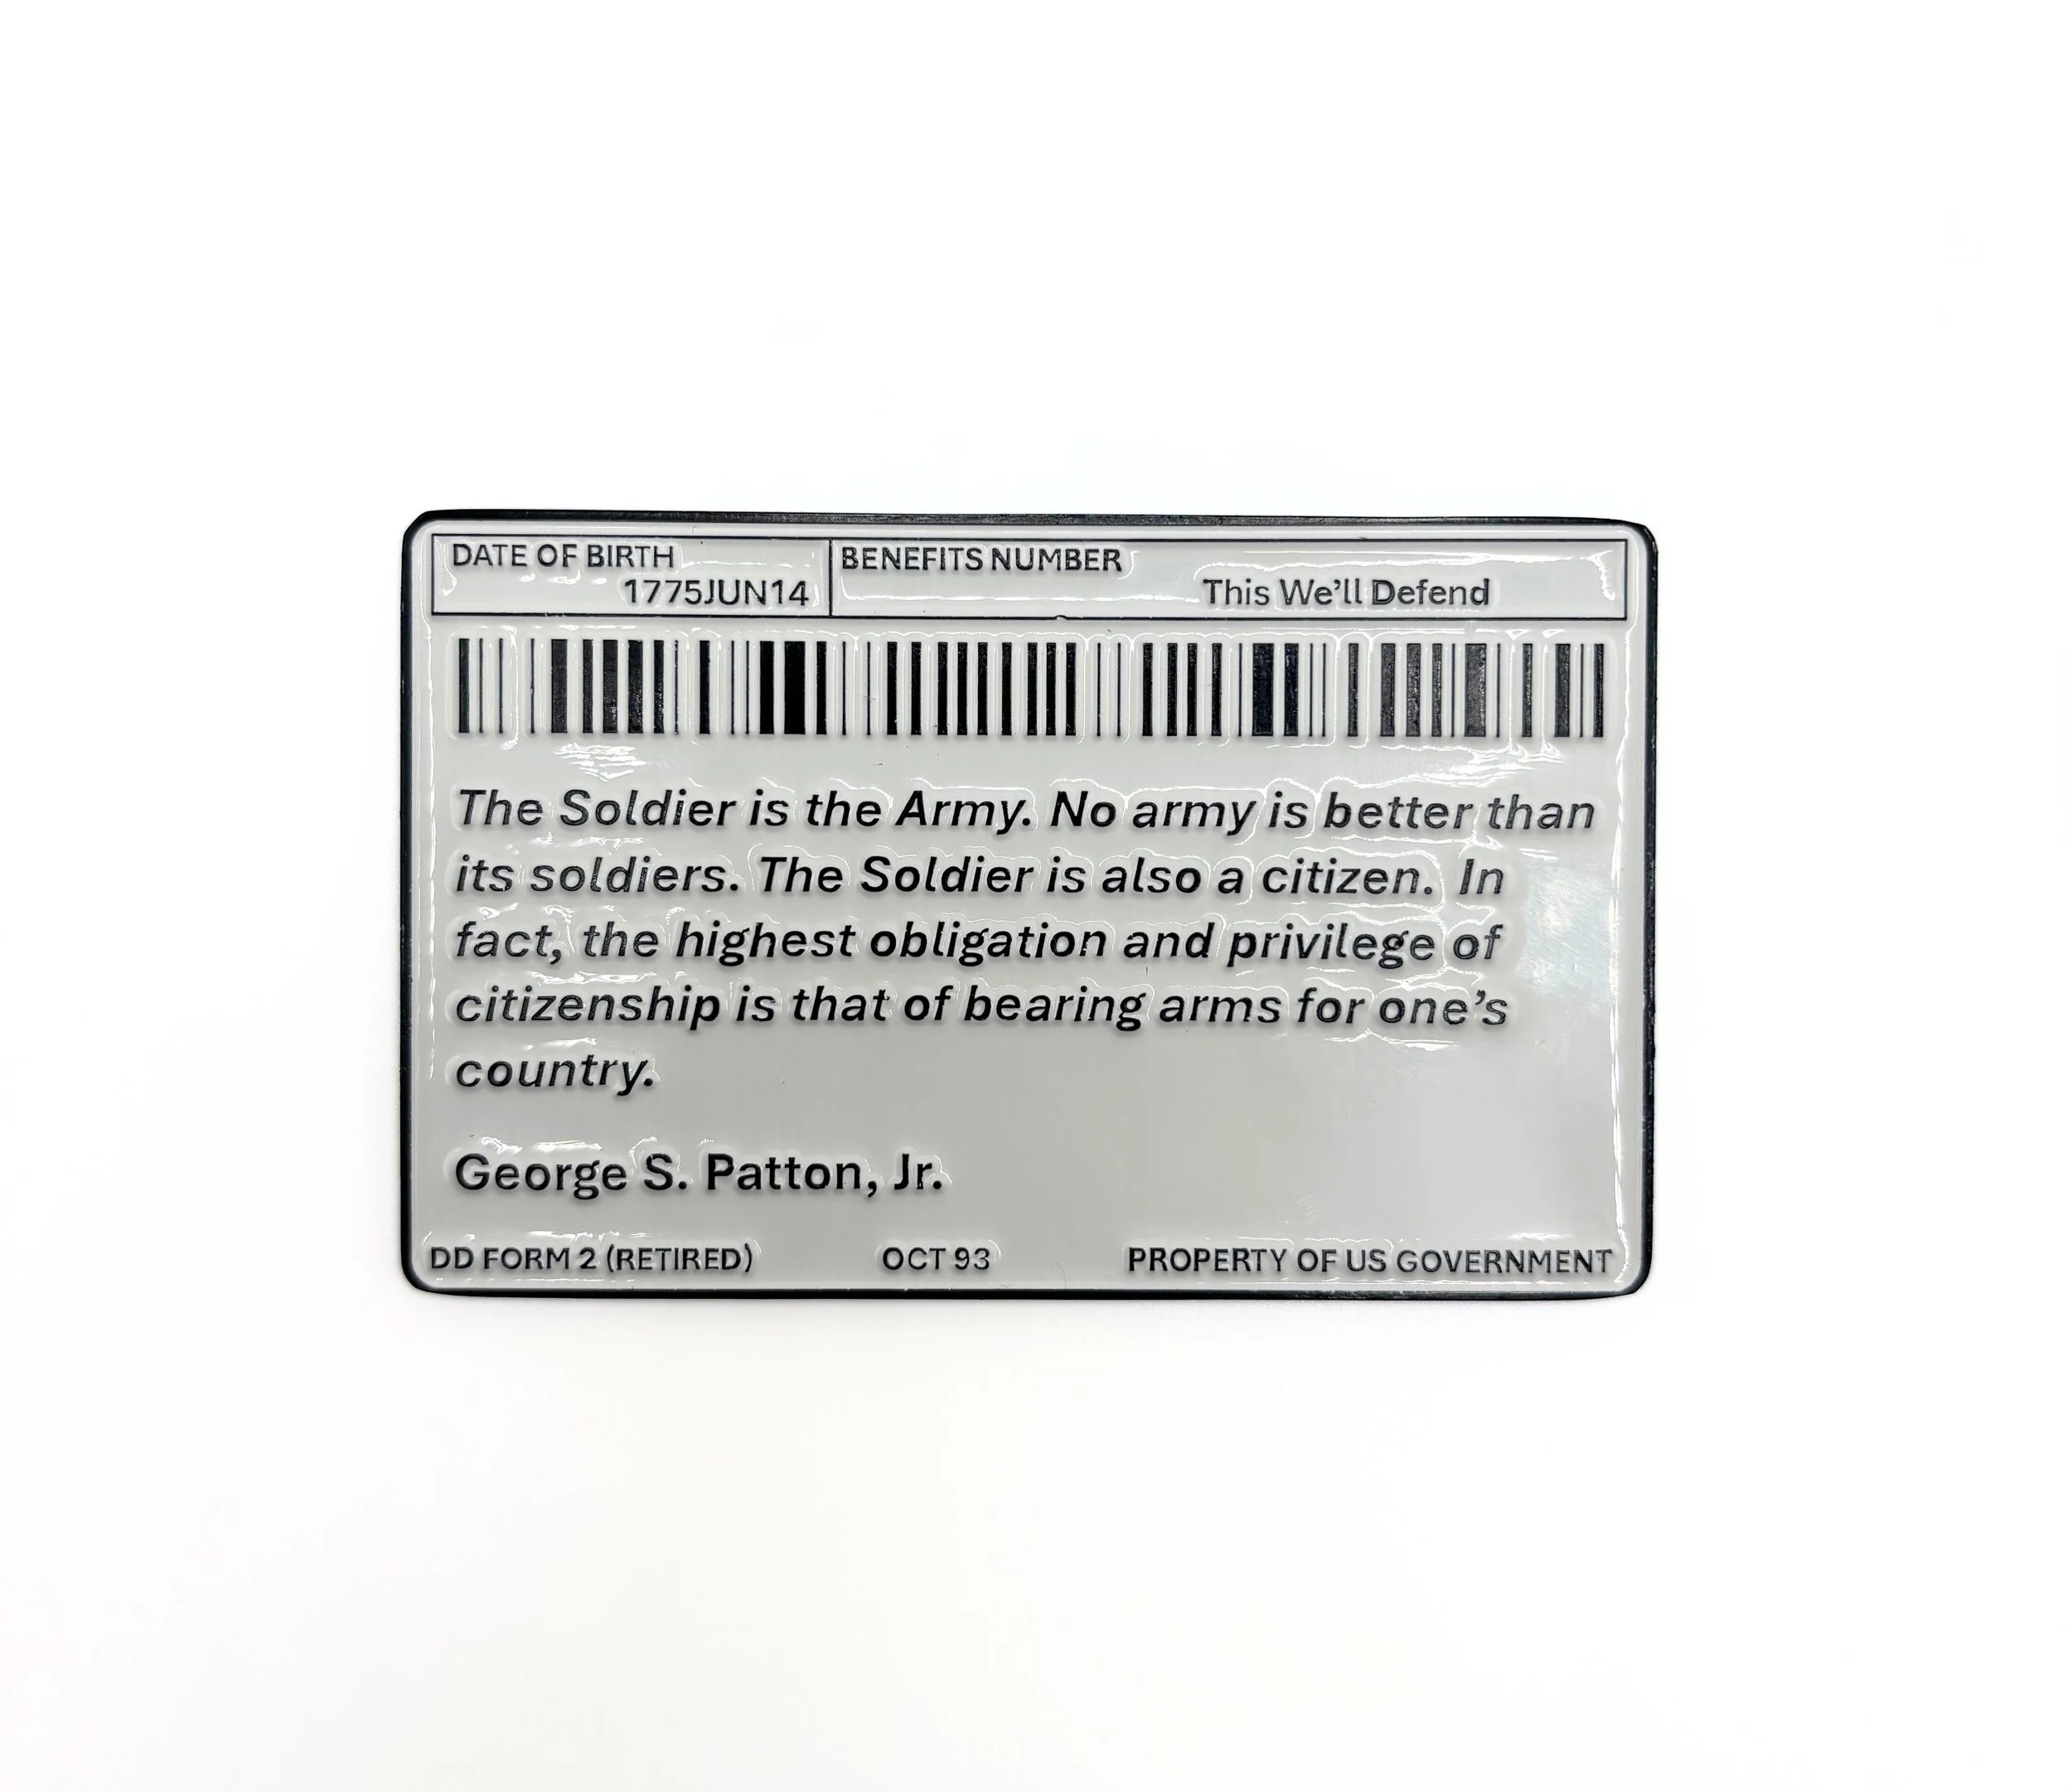 DATE OF BIRTH
1775JUN14
BENEFITS NUMBER
This We'll Defend
The Soldier is the Army. No army is better than
its soldiers. The Soldier is also a citizen. In
fact, the highest obligation and privilege of
citizenship is that of bearing arms for one's
country.
George S. Patton, Jr.
DD FORM 2 (RETIRED) OCT 93 PROPERTY OF US GOVERNMENT